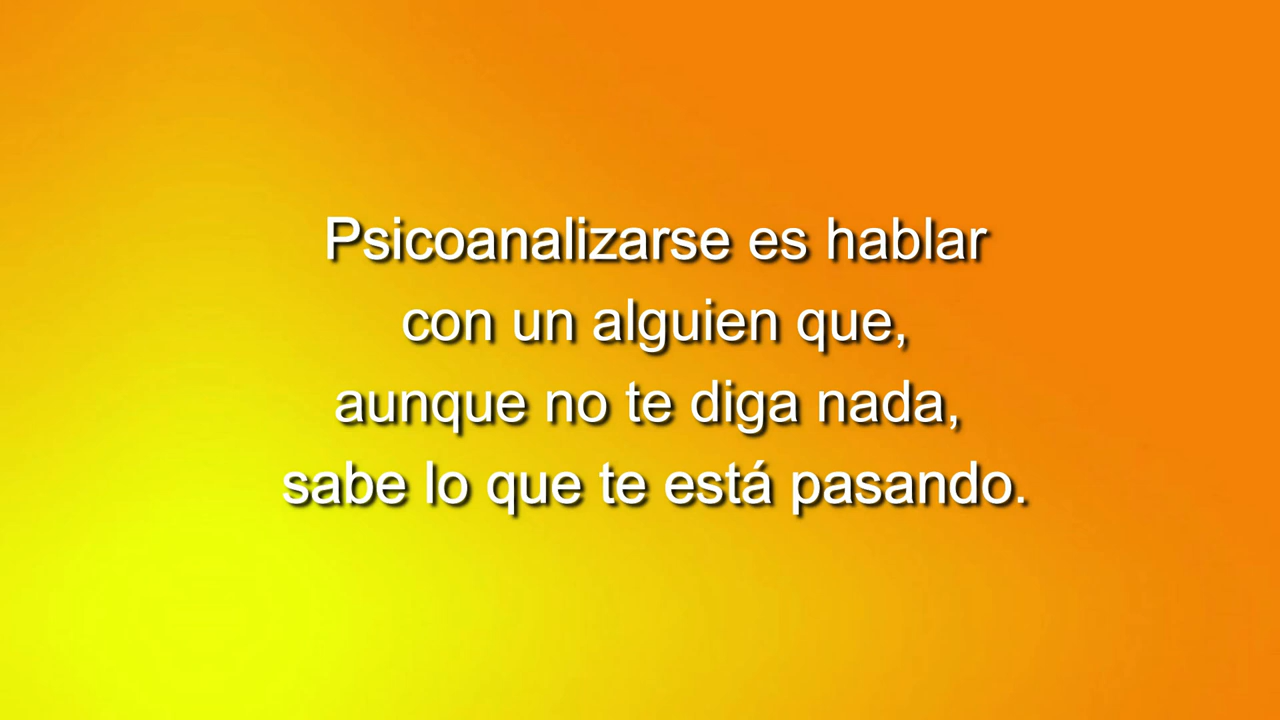 Psicoanalizarse es hablar
con un alguien que,
aunque no te diga nada,
sabe lo que te está pasando.